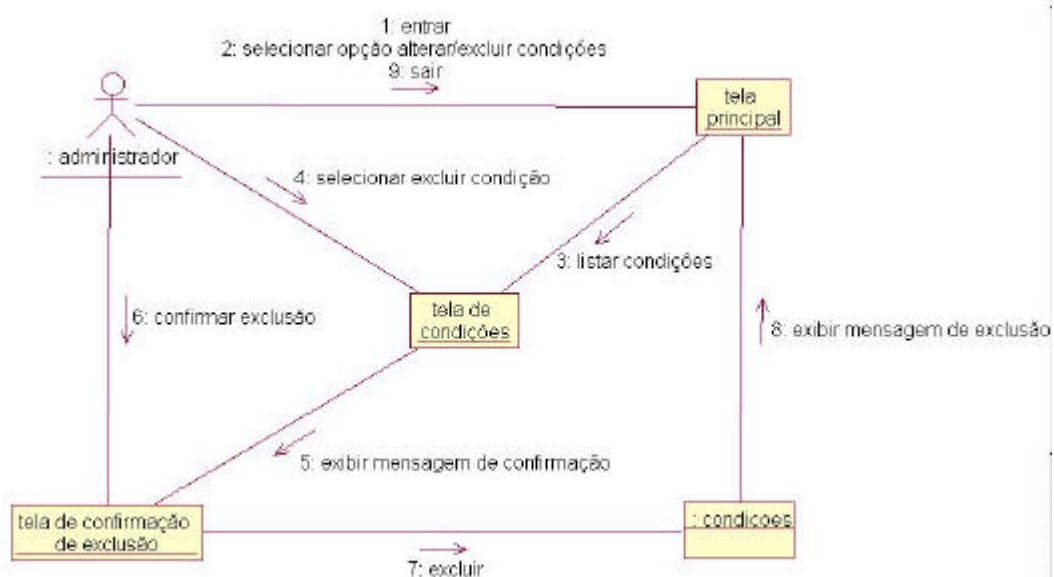 1: entrar
2: selecionar opção alterar/excluir condições
9: sair
tela
principal
: administrador
4: selecionar excluir condição
3: listar condições
tela de
condições
6: confirmar exclusão
8: exibir mensagem de exclusão
5: exibir mensagem de confirmação
tela de confirmação
de exclusão
: condicoes
7: excluir